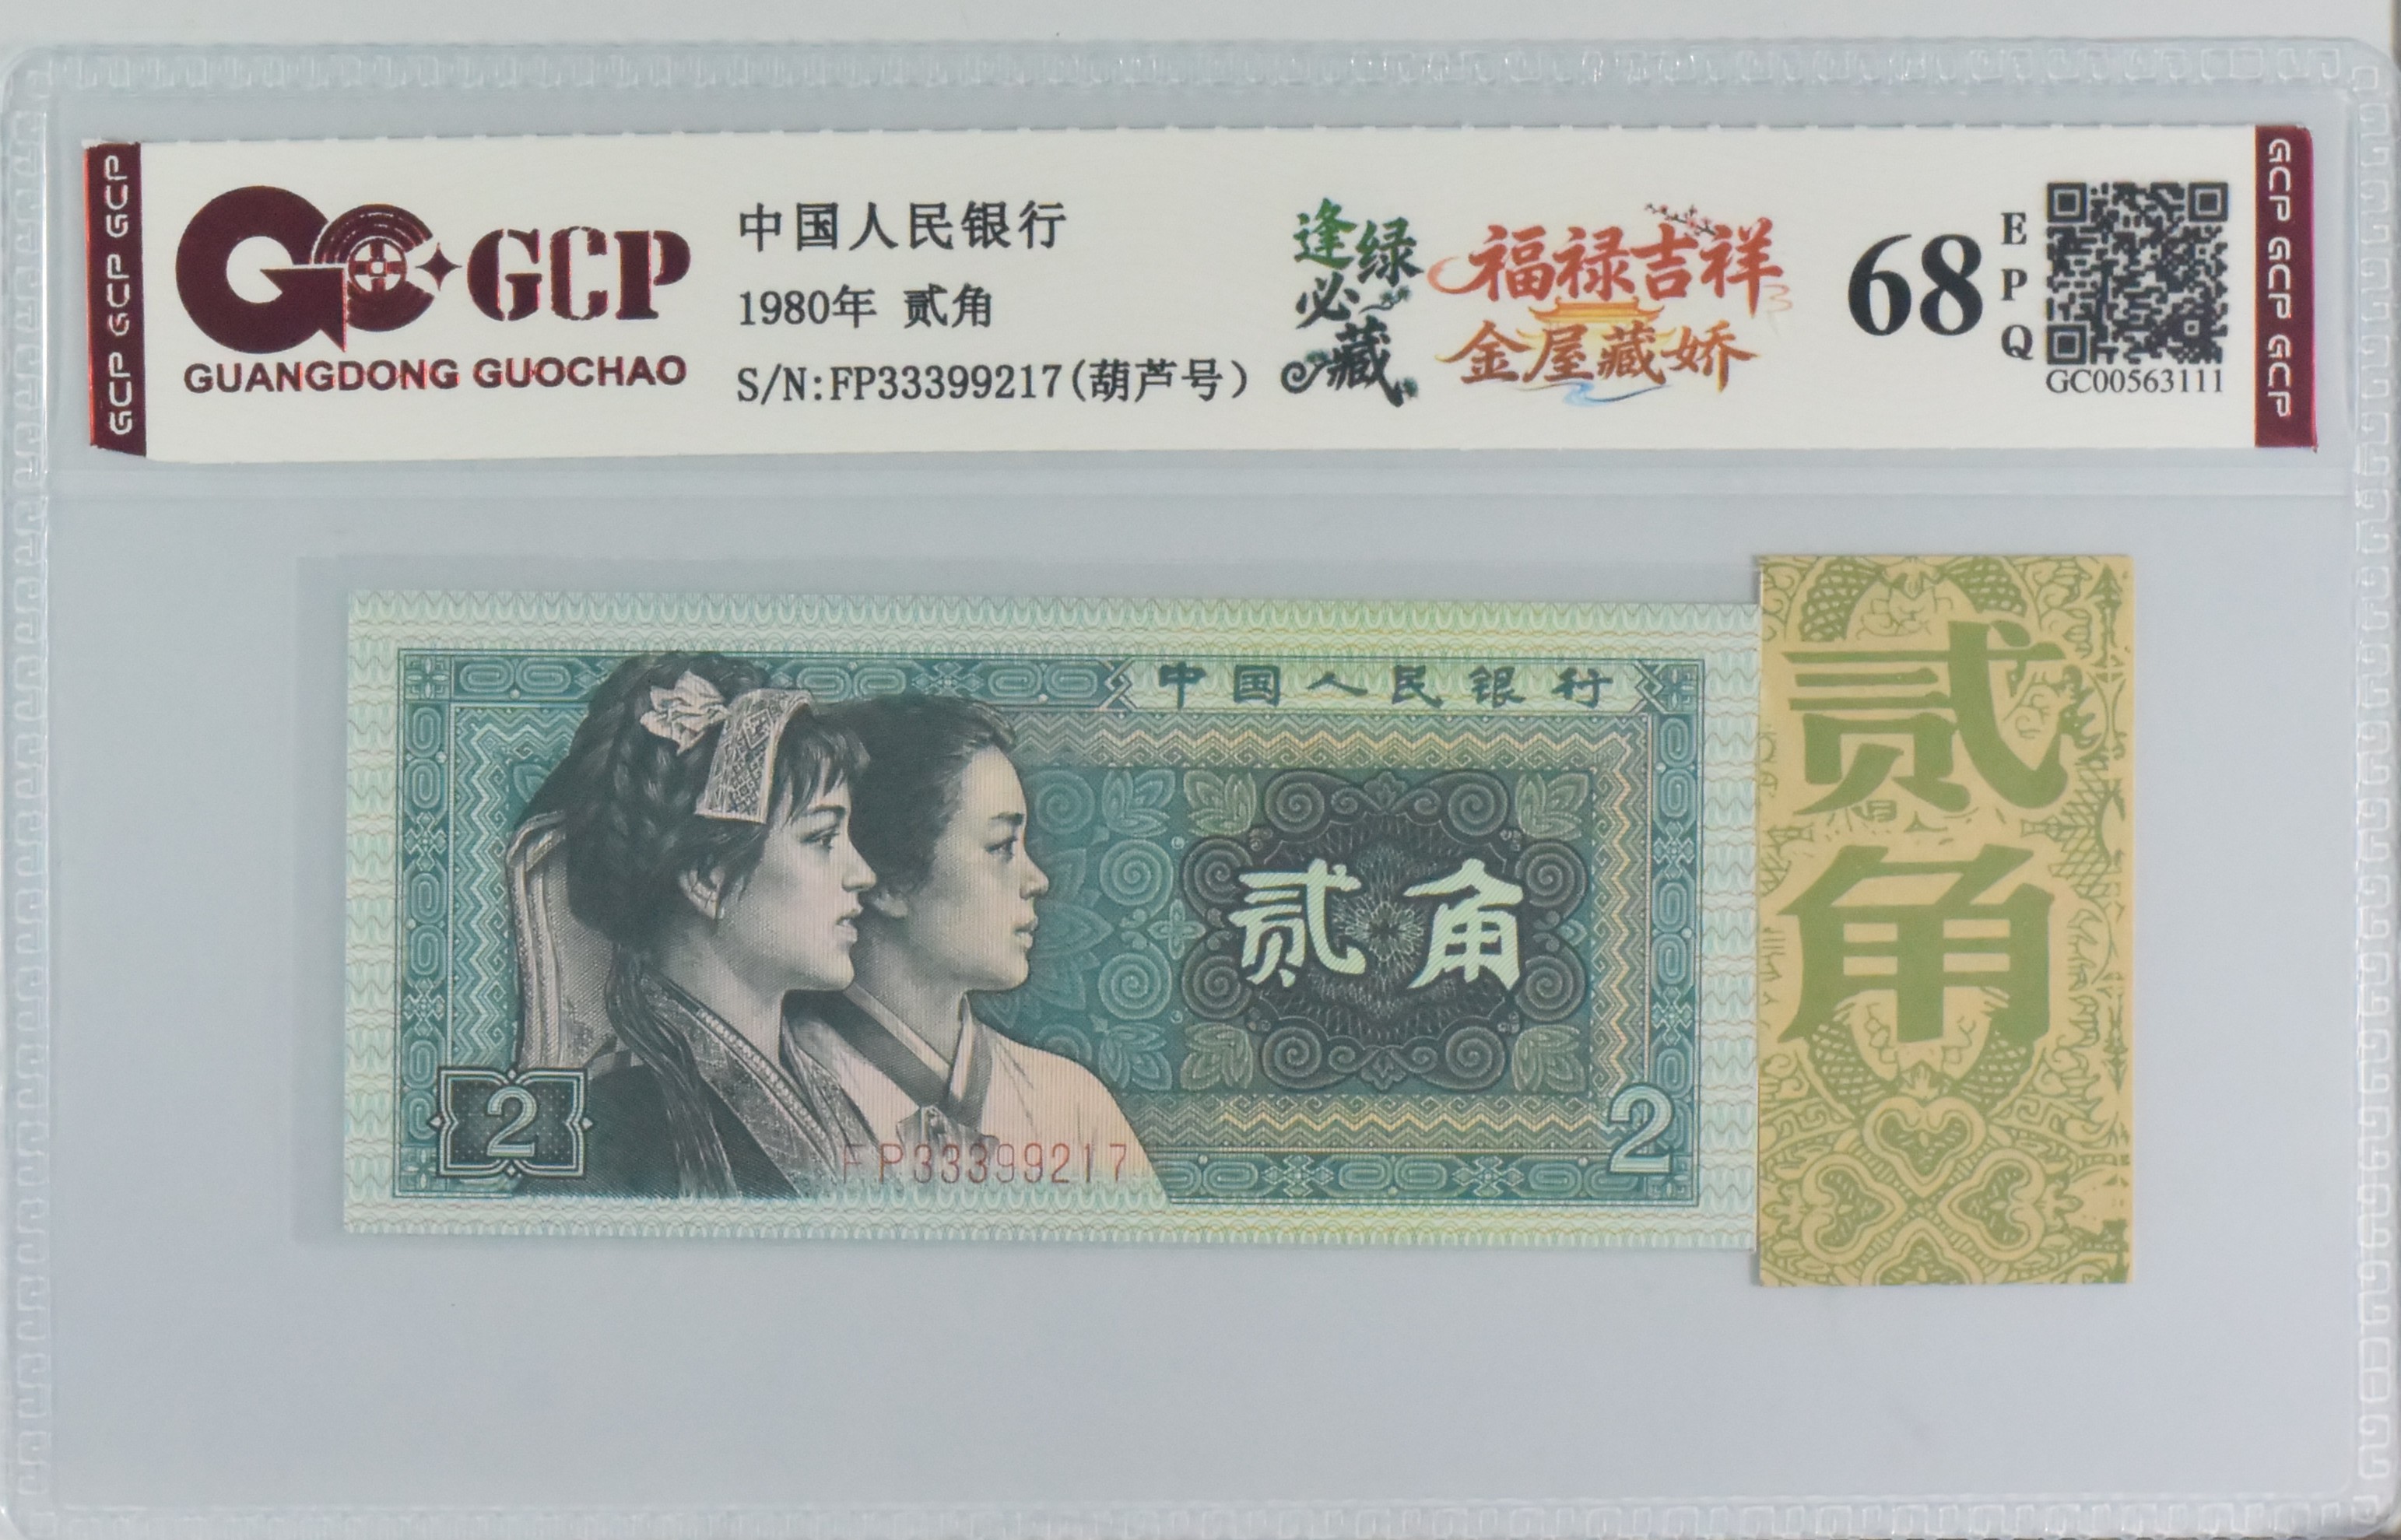 GCP GCP GCP
GCP
GUANGDONG GUOCHAO
中国人民银行
1980年 贰角
S/N:FP33399217(葫芦号)
逢绿
必藏
福禄吉祥
金屋藏娇
68
EPQ
GC00563111
GCP GCP GCP
中国人民银行
贰角
2
FP33399217
2
贰
角